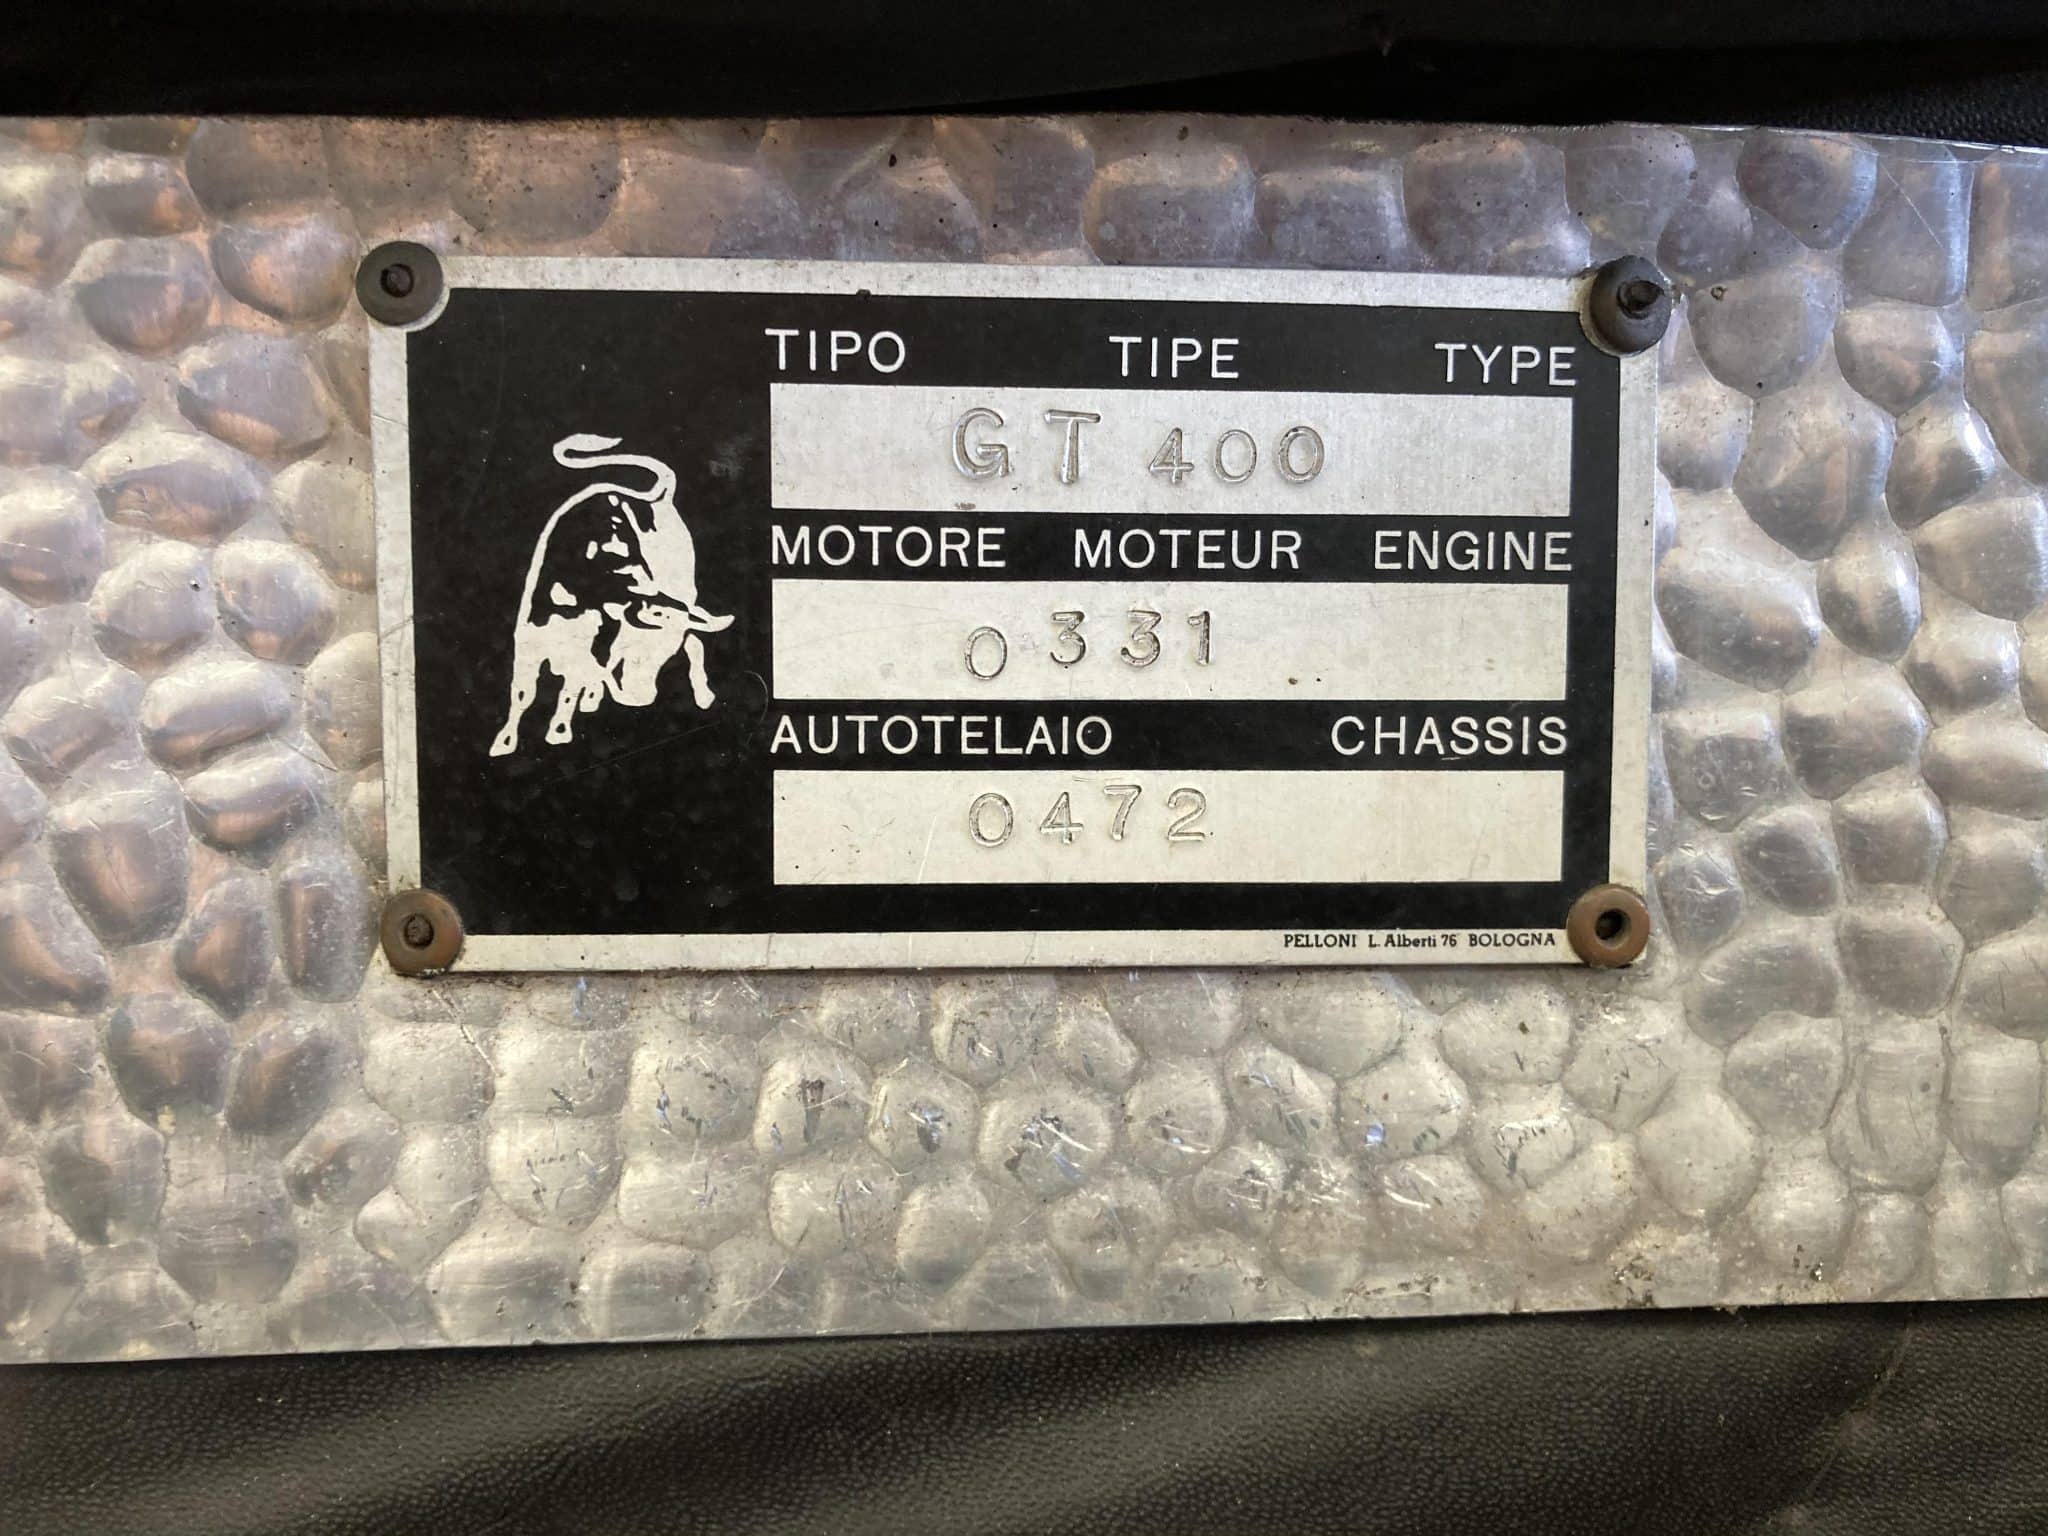 TIPO TIPE TYPE
GT 400
MOTORE MOTEUR ENGINE
0331
AUTOTELAIO CHASSIS
0472
PELLONI L. Alberti 76 BOLOGNA